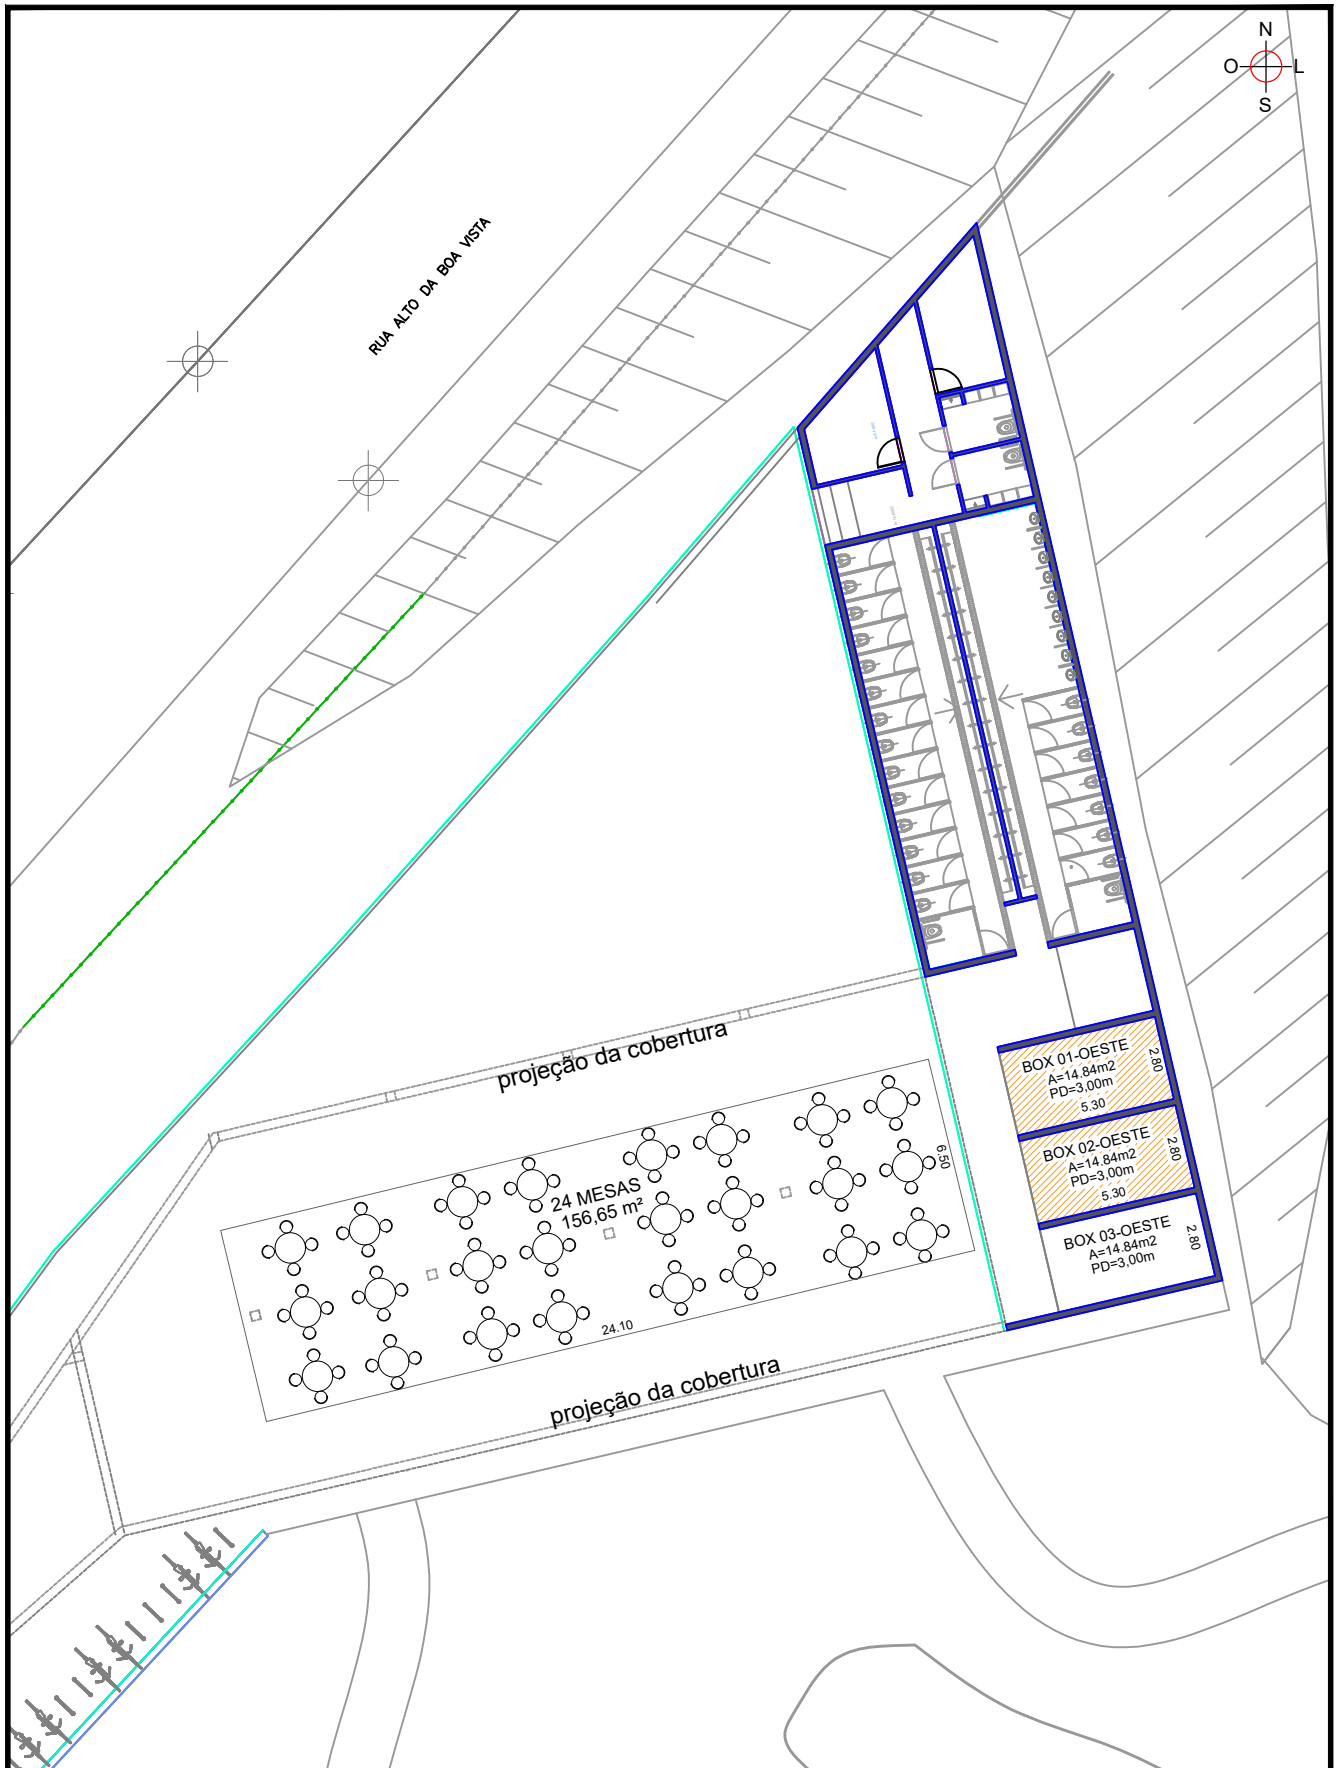 N
O L
S
RUA ALTO DA BOA VISTA
projeção da cobertura
BOX 01-OESTE
A=14.84m2
PD=3,00m
5.30
2.80
BOX 02-OESTE
A=14.84m2
PD=3,00m
5.30
2.80
BOX 03-OESTE
A=14.84m2
PD=3,00m
2.80
24 MESAS
156,65 m²
6.50
24.10
projeção da cobertura